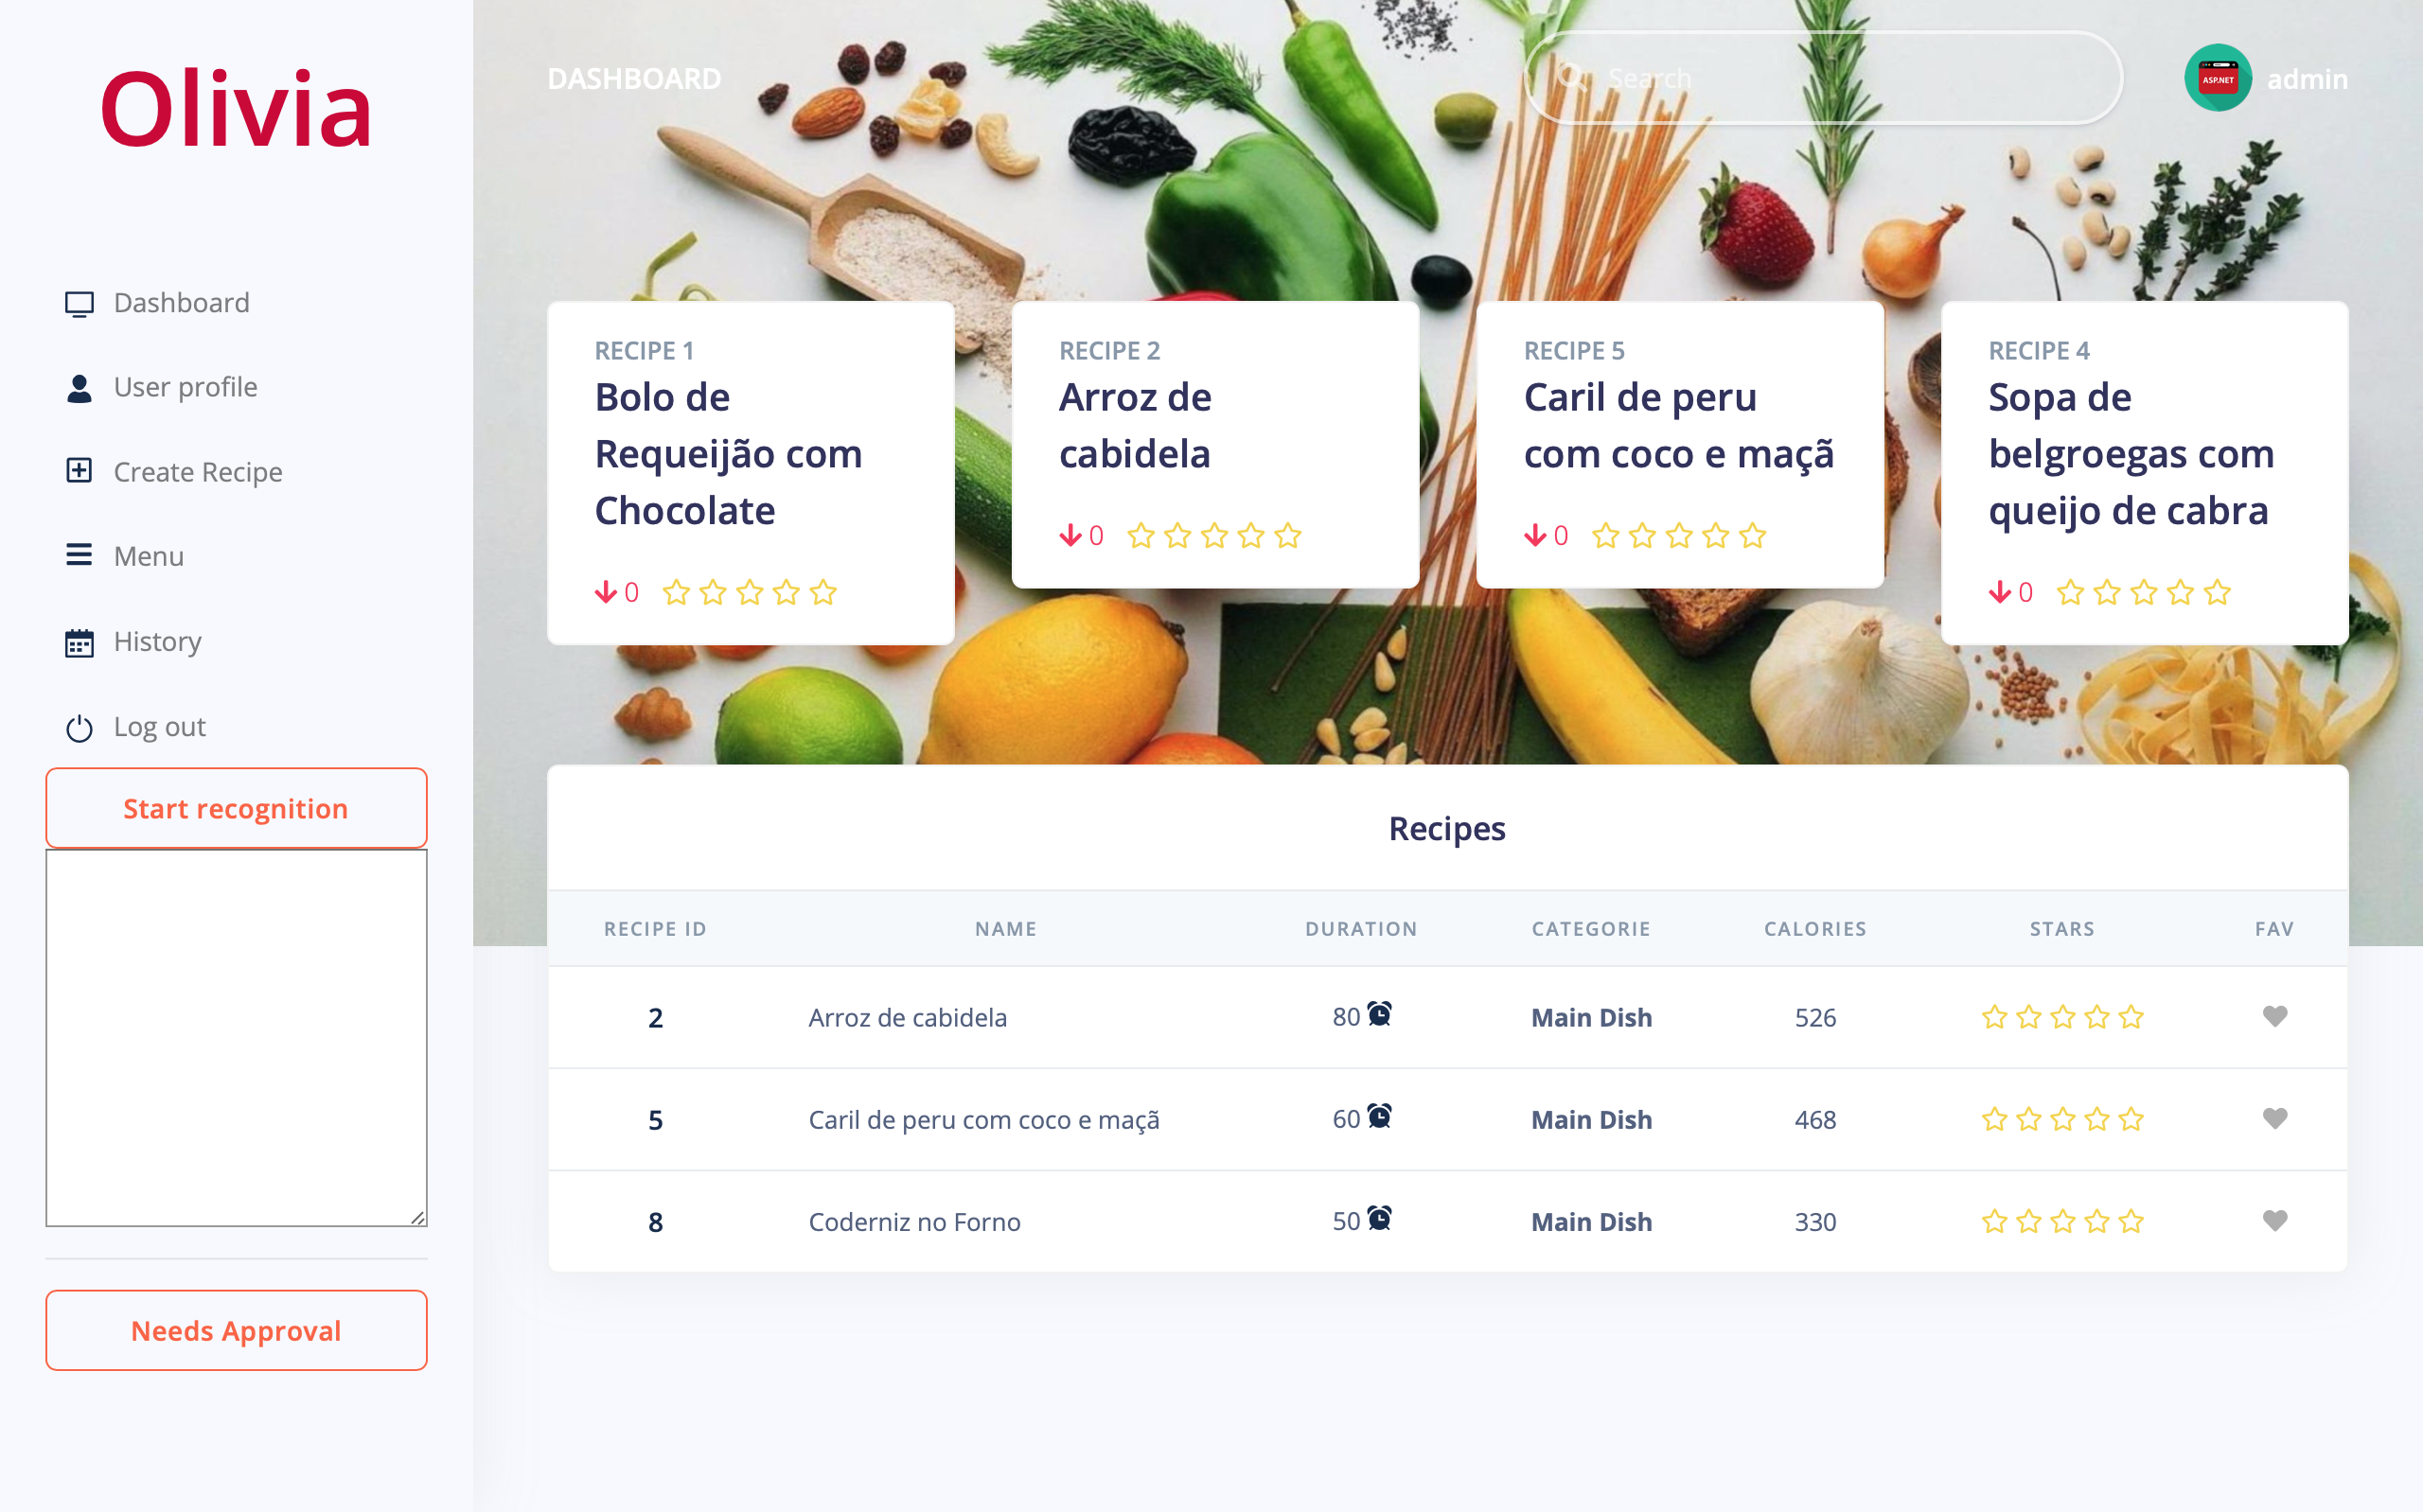 Olivia
Dashboard
User profile
Create Recipe
Menu
History
Log out
Start recognition
Needs Approval
DASHBOARD
Search
ASP.NET
admin
RECIPE 1
Bolo de
Requeijão com
Chocolate
0
RECIPE 2
Arroz de
cabidela
0
RECIPE 5
Caril de peru
com coco e maçã
0
RECIPE 4
Sopa de
belgroegas com
queijo de cabra
0
Recipes
RECIPE ID NAME DURATION CATEGORIE CALORIES STARS FAV
2 Arroz de cabidela 80 Main Dish 526
5 Caril de peru com coco e maçã 60 Main Dish 468
8 Coderniz no Forno 50 Main Dish 330